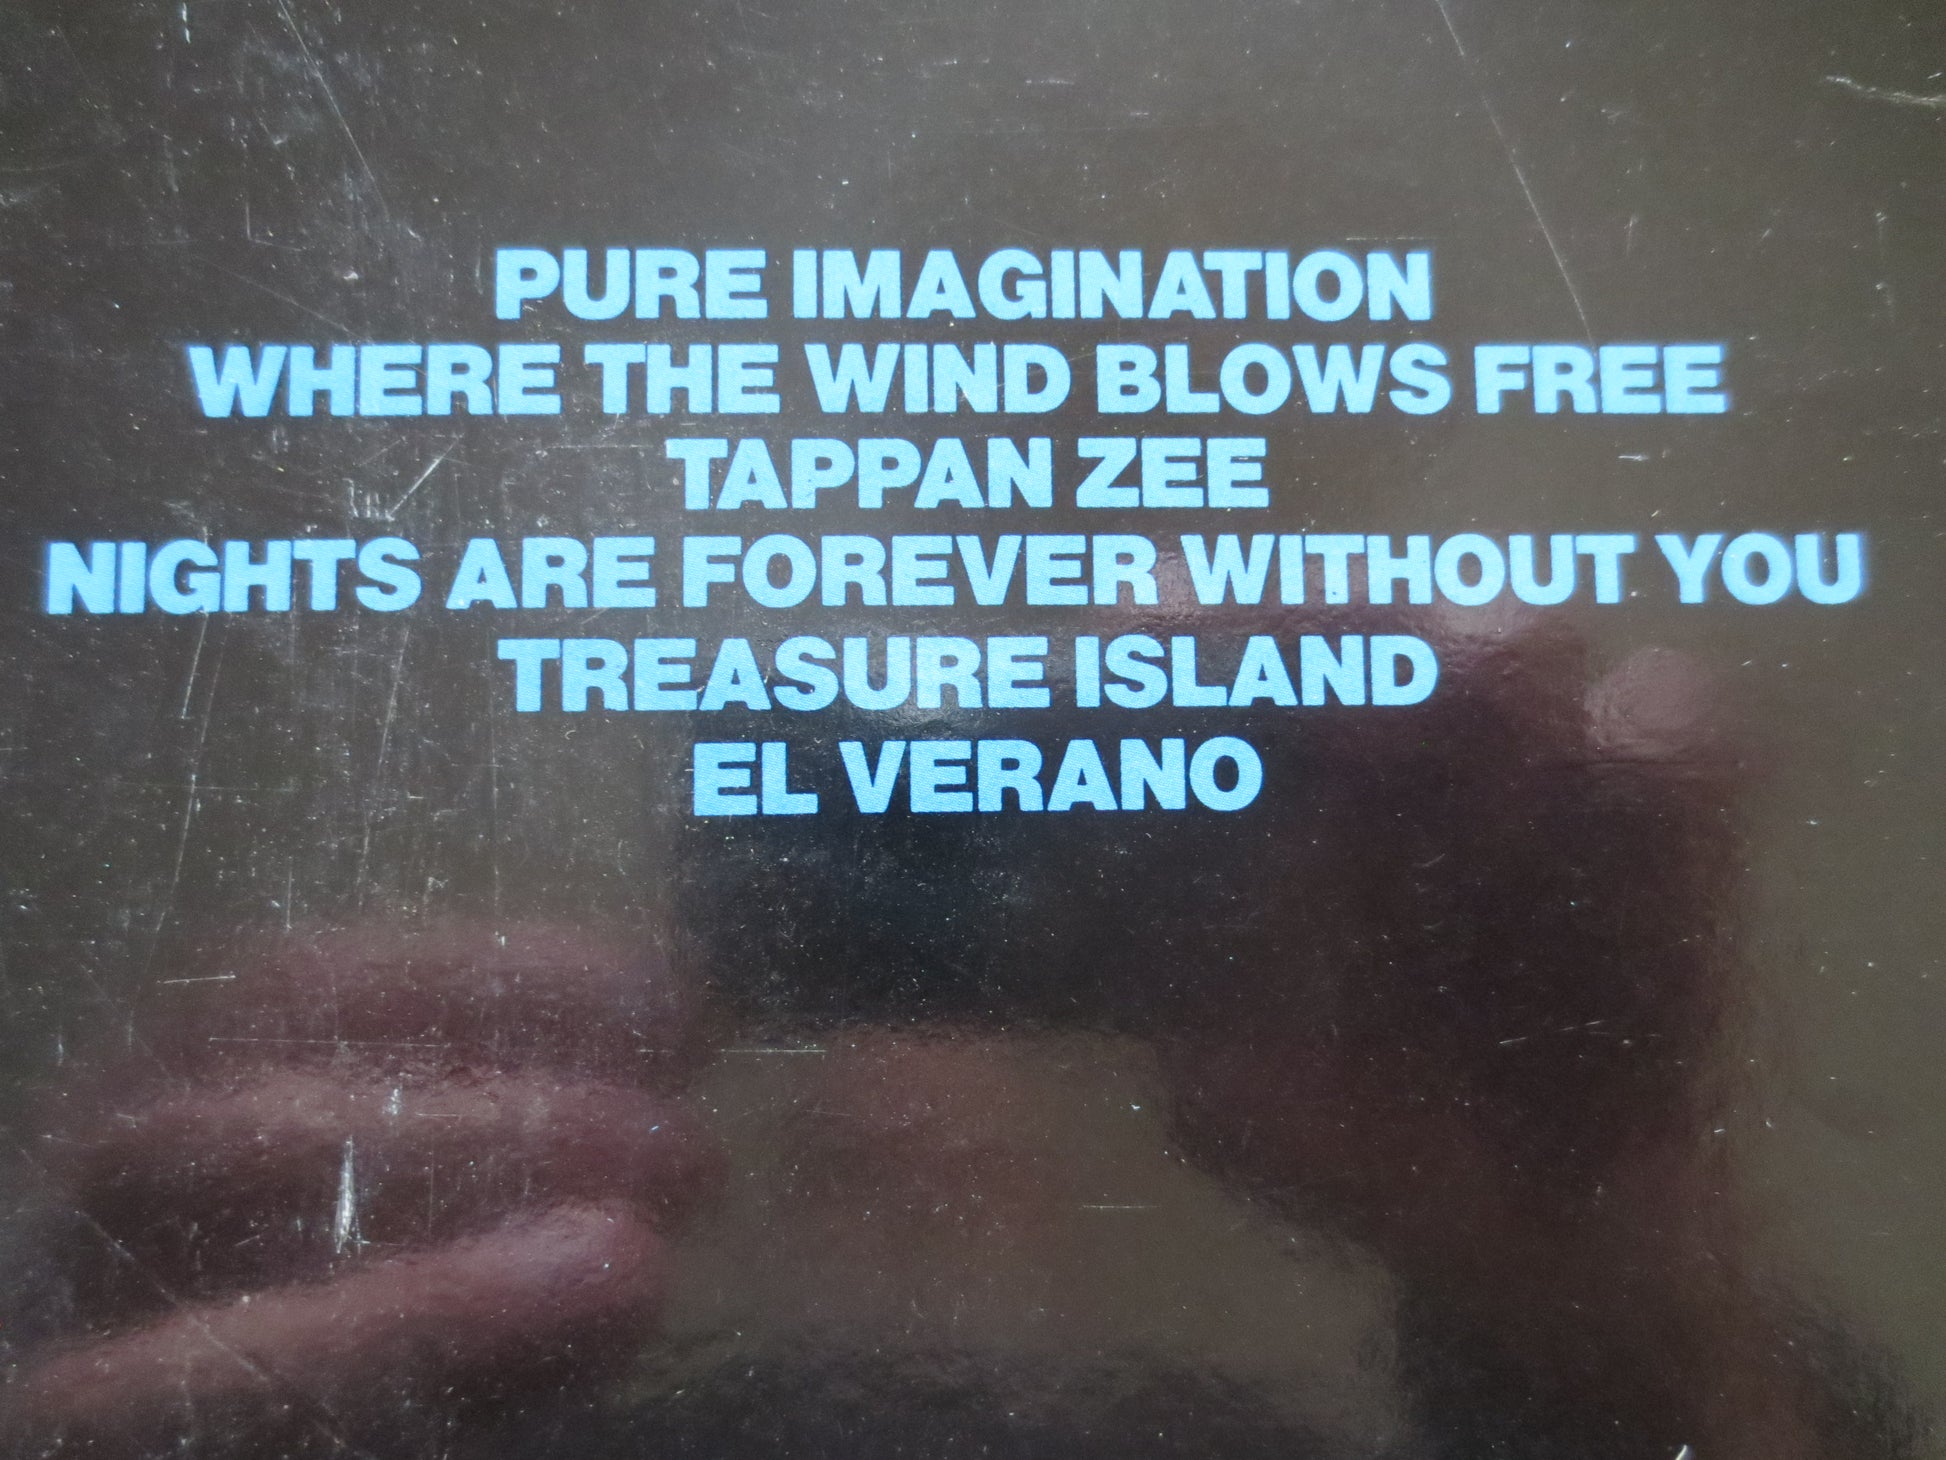 PURE IMAGINATION
WHERE THE WIND BLOWS FREE
TAPPAN ZEE
NIGHTS ARE FOREVER WITHOUT YOU
TREASURE ISLAND
EL VERANO